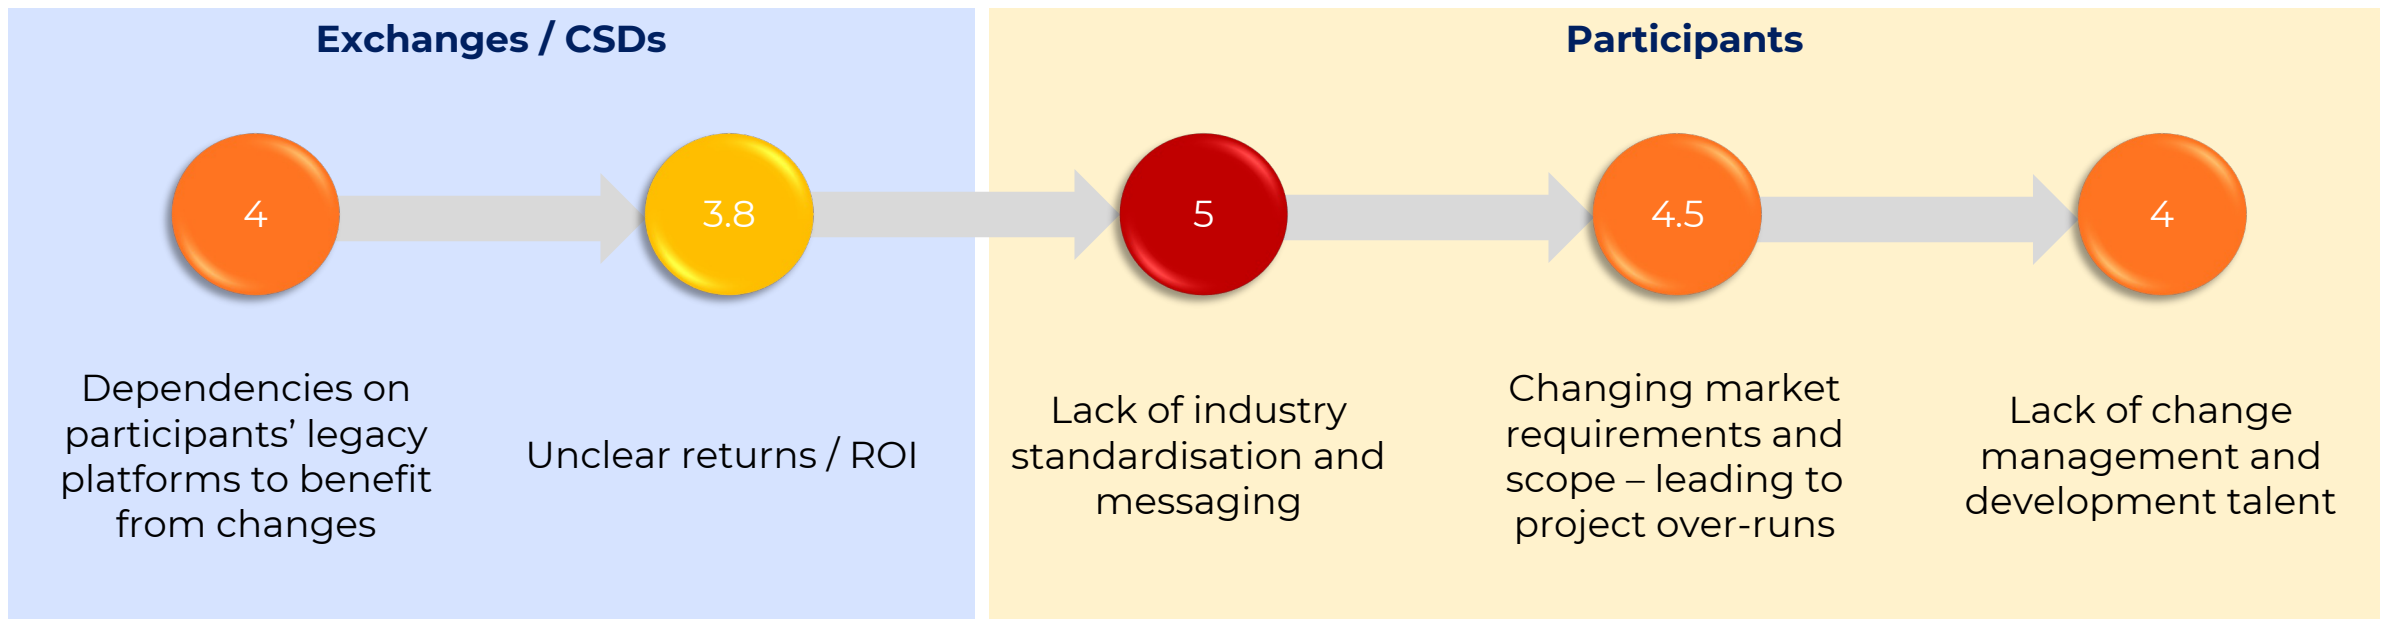 Exchanges / CSDs
4
3.8
Dependencies on
participants’ legacy
platforms to benefit
from changes
Unclear returns / ROI
Participants
5
4.5
4
Lack of industry
standardisation and
messaging
Changing market
requirements and
scope – leading to
project over-runs
Lack of change
management and
development talent